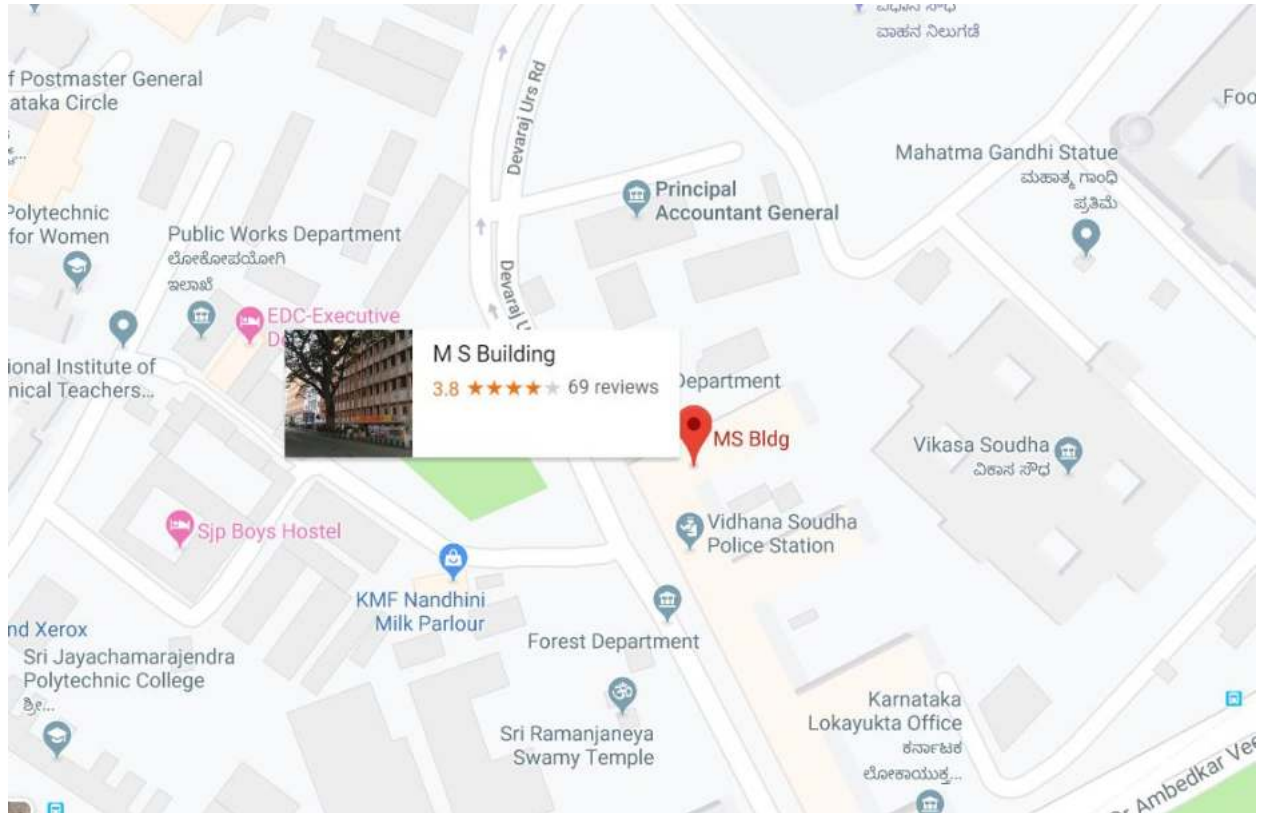 ವಾಹನ ನಿಲುಗಡೆ
f Postmaster General
ataka Circle
Foo
Devaraj Urs Rd
Mahatma Gandhi Statue
ಮಹಾತ್ಮ ಗಾಂಧಿ
ಪ್ರತಿಮೆ
Principal
Accountant General
Polytechnic
for Women
Public Works Department
ಲೋಕೋಪಯೋಗಿ
ಇಲಾಖೆ
Devaraj U
EDC-Executive
D
ional Institute of
nical Teachers...
M S Building
3.8 ★★★★★ 69 reviews
Department
MS Bldg
Vikasa Soudha
ವಿಕಾಸ ಸೌಧ
Vidhana Soudha
Police Station
Sjp Boys Hostel
KMF Nandhini
Milk Parlour
Forest Department
nd Xerox
Sri Jayachamarajendra
Polytechnic College
ಶ್ರೀ...
Sri Ramanjaneya
Swamy Temple
Karnataka
Lokayukta Office
ಕರ್ನಾಟಕ
ಲೋಕಾಯುಕ್ತ...
Ambedkar Vee